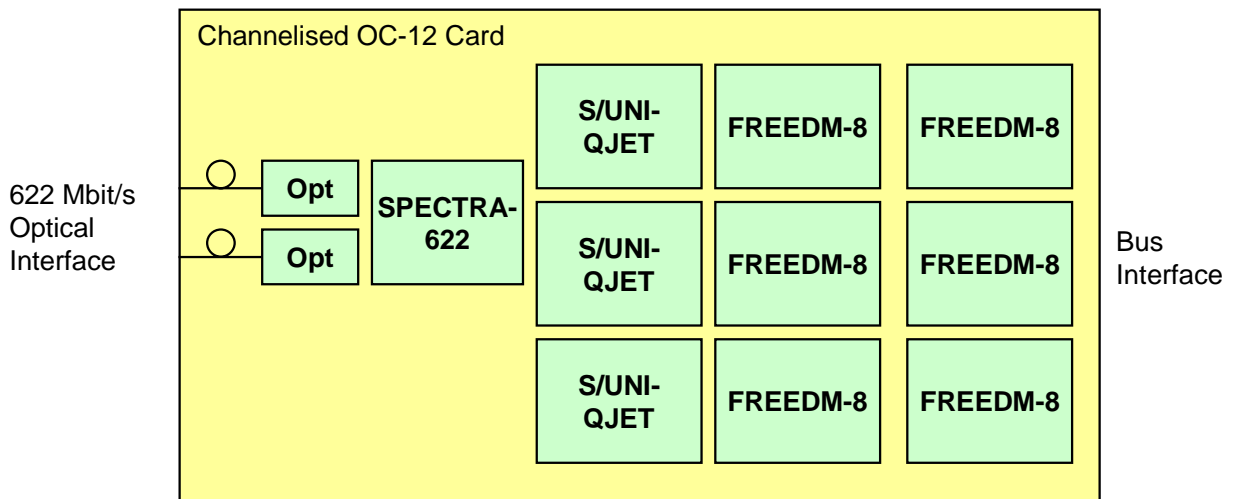 Channelised OC-12 Card
622 Mbit/s
Optical
Interface
Opt
Opt
SPECTRA-
622
S/UNI-
QJET
FREEDM-8
FREEDM-8
S/UNI-
QJET
FREEDM-8
FREEDM-8
S/UNI-
QJET
FREEDM-8
FREEDM-8
Bus
Interface